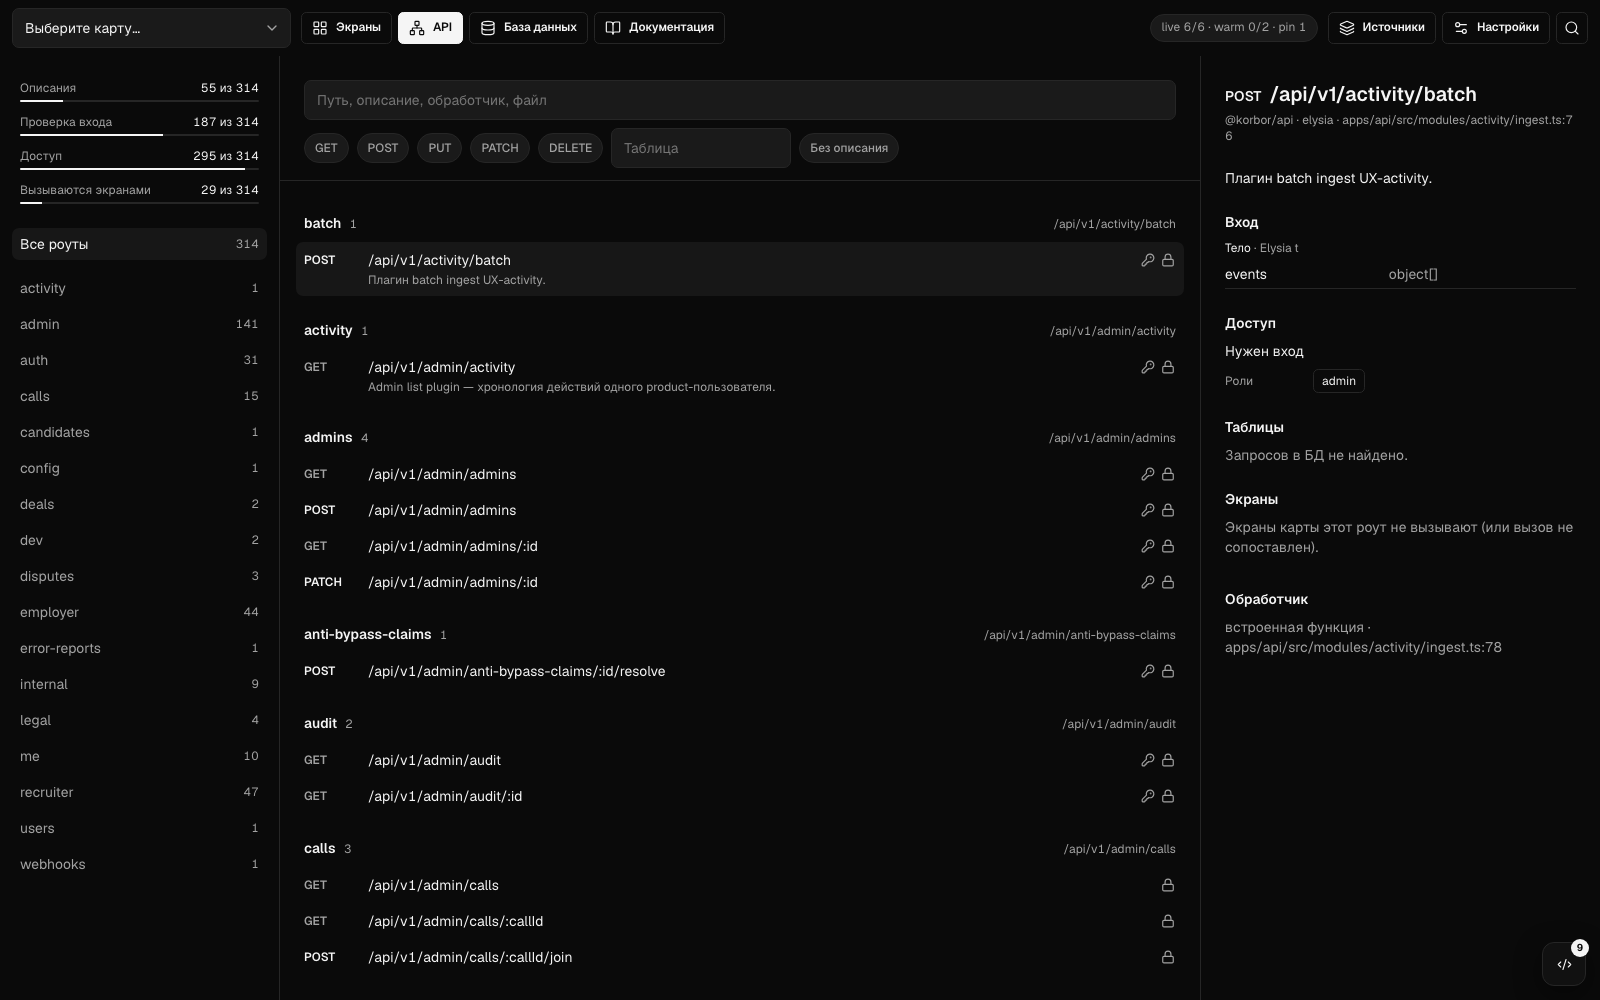 Выберите карту...
Экраны
API
База данных
Документация
live 6/6 · warm 0/2 · pin 1
Источники
Настройки
Описания 55 из 314
Проверка входа 187 из 314
Доступ 295 из 314
Вызываются экранами 29 из 314
Все роуты 314
activity 1
admin 141
auth 31
calls 15
candidates 1
config 1
deals 2
dev 2
disputes 3
employer 44
error-reports 1
internal 9
legal 4
me 10
recruiter 47
users 1
webhooks 1
Путь, описание, обработчик, файл
GET POST PUT PATCH DELETE Таблица Без описания
batch 1 /api/v1/activity/batch
POST /api/v1/activity/batch
Плагин batch ingest UX-activity.
activity 1 /api/v1/admin/activity
GET /api/v1/admin/activity
Admin list plugin — хронология действий одного product-пользователя.
admins 4 /api/v1/admin/admins
GET /api/v1/admin/admins
POST /api/v1/admin/admins
GET /api/v1/admin/admins/:id
PATCH /api/v1/admin/admins/:id
anti-bypass-claims 1 /api/v1/admin/anti-bypass-claims
POST /api/v1/admin/anti-bypass-claims/:id/resolve
audit 2 /api/v1/admin/audit
GET /api/v1/admin/audit
GET /api/v1/admin/audit/:id
calls 3 /api/v1/admin/calls
GET /api/v1/admin/calls
GET /api/v1/admin/calls/:callId
POST /api/v1/admin/calls/:callId/join
POST /api/v1/activity/batch
@korbor/api · elysia · apps/api/src/modules/activity/ingest.ts:7
6
Плагин batch ingest UX-activity.
Вход
Тело · Elysia t
events object[]
Доступ
Нужен вход
Роли admin
Таблицы
Запросов в БД не найдено.
Экраны
Экраны карты этот роут не вызывают (или вызов не
сопоставлен).
Обработчик
встроенная функция ·
apps/api/src/modules/activity/ingest.ts:78
9